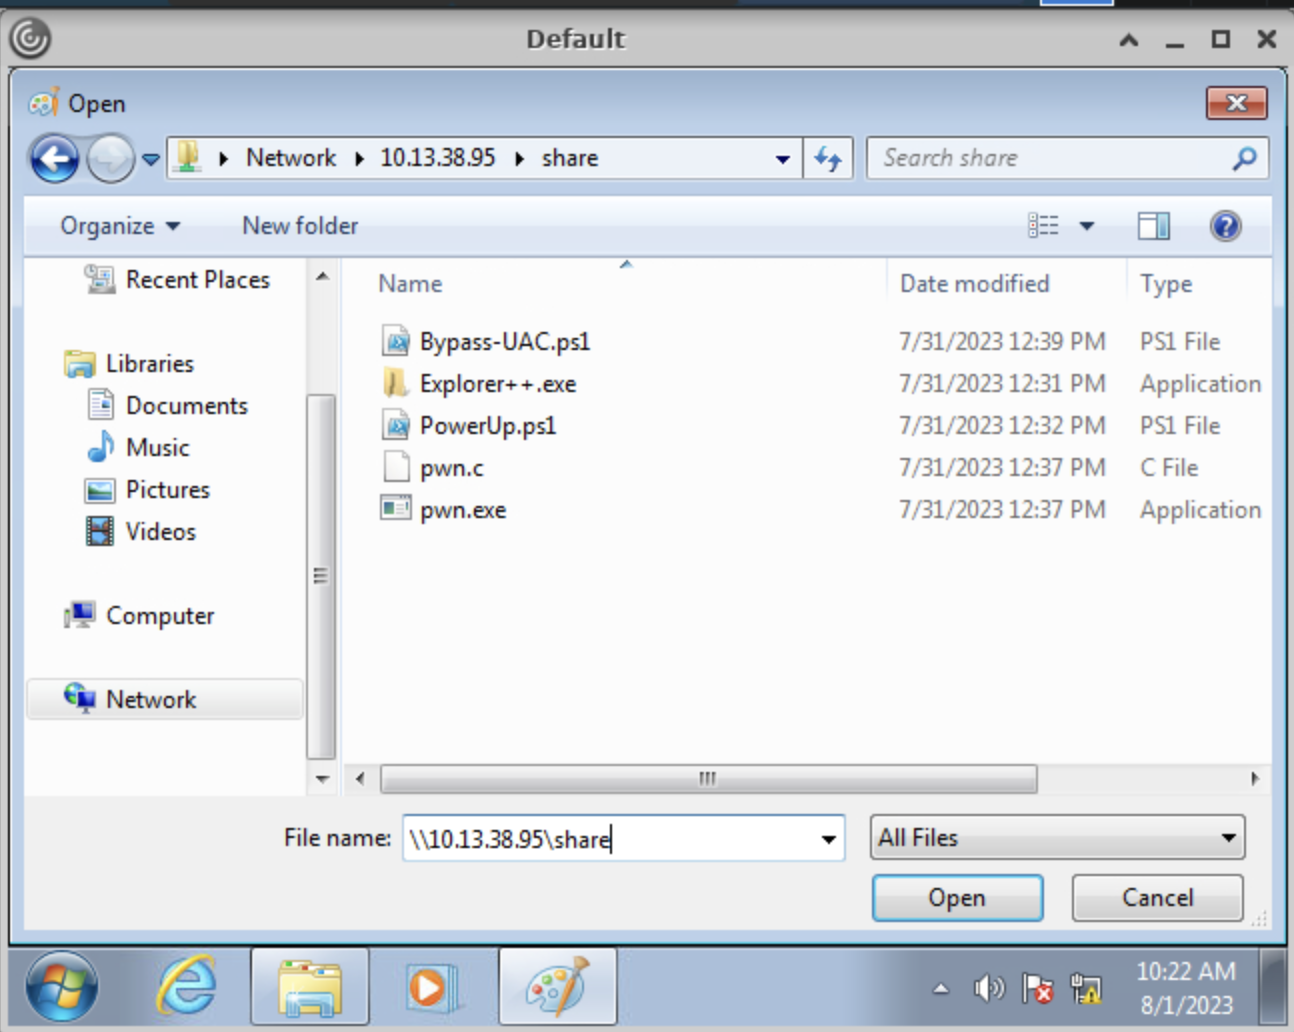 Default
Open
Network 10.13.38.95 share
Search share
Organize New folder
Recent Places
Libraries
Documents
Music
Pictures
Videos
Computer
Network
Name Date modified Type
Bypass-UAC.ps1 7/31/2023 12:39 PM PS1 File
Explorer++.exe 7/31/2023 12:31 PM Application
PowerUp.ps1 7/31/2023 12:32 PM PS1 File
pwn.c 7/31/2023 12:37 PM C File
pwn.exe 7/31/2023 12:37 PM Application
File name: \\10.13.38.95\share All Files
Open Cancel
10:22 AM
8/1/2023